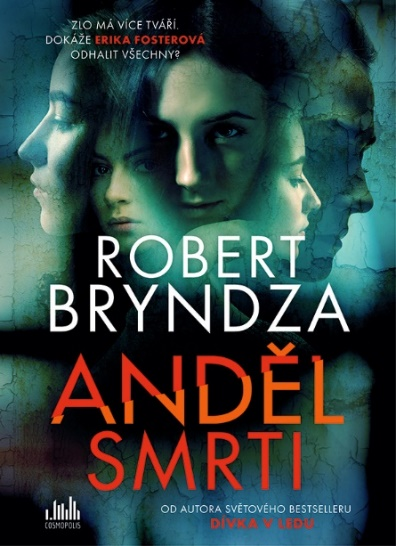 ZLO MÁ VÍCE TVÁŘÍ.
DOKÁŽE ERIKA FOSTEROVÁ
ODHALIT VŠECHNY?
ROBERT
BRYNDZA
ANDĚL
SMRTI
OD AUTORA SVĚTOVÉHO BESTSELLERU
DÍVKA V LEDU
COSMOPOLIS